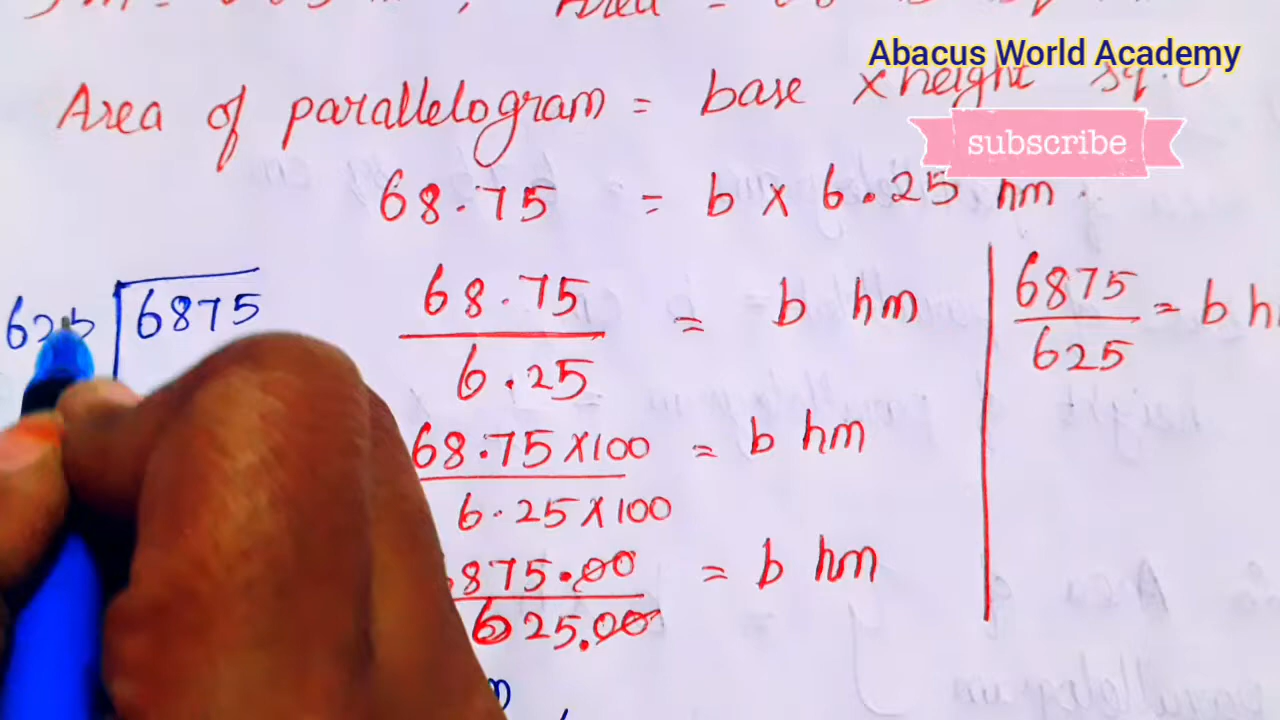 Abacus World Academy
Area of parallelogram = base x height sq.
subscribe
68.75 = b x 6.25 hm.
68.75 / 6.25 = b hm
625 6875
68.75 x 100 / 6.25 x 100 = b hm
875.00 / 625.00 = b hm
6875 / 625 = b h